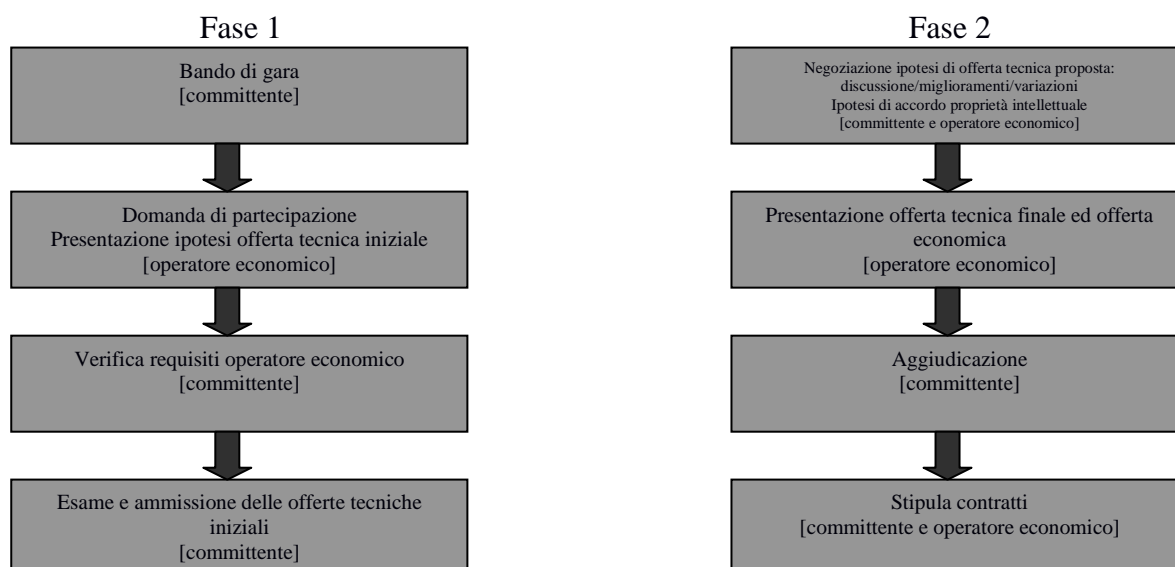 Fase 1
Bando di gara
[committente]
Domanda di partecipazione
Presentazione ipotesi offerta tecnica iniziale
[operatore economico]
Verifica requisiti operatore economico
[committente]
Esame e ammissione delle offerte tecniche
iniziali
[committente]
Fase 2
Negoziazione ipotesi di offerta tecnica proposta:
discussione/miglioramenti/variazioni
Ipotesi di accordo proprietà intellettuale
[committente e operatore economico]
Presentazione offerta tecnica finale ed offerta
economica
[operatore economico]
Aggiudicazione
[committente]
Stipula contratti
[committente e operatore economico]